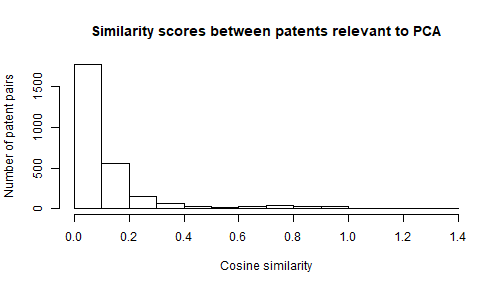 Similarity scores between patents relevant to PCA
Number of patent pairs
1500
1000
500
0
0.0 0.2 0.4 0.6 0.8 1.0 1.2 1.4
Cosine similarity